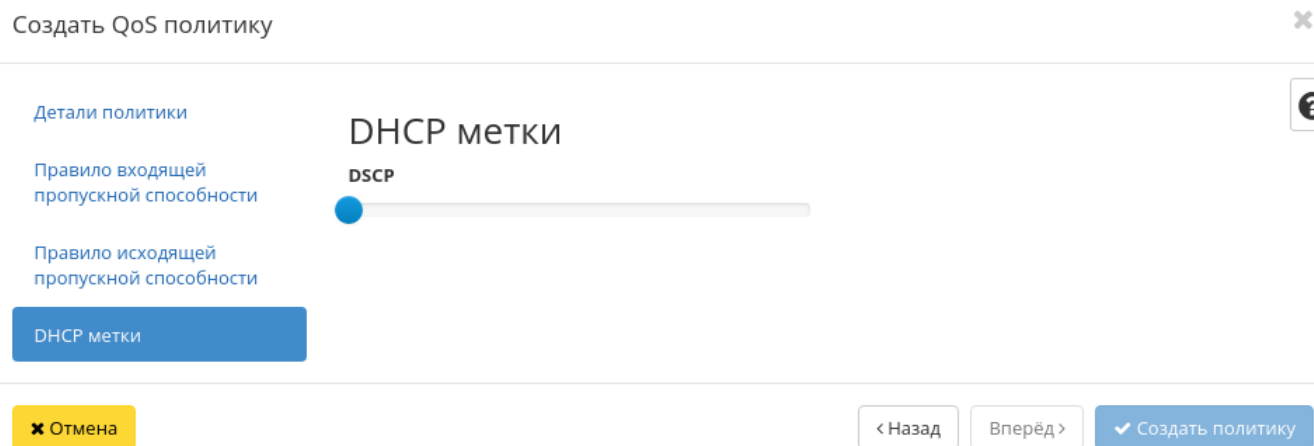 Создать QoS политику
Детали политики
Правило входящей
пропускной способности
Правило исходящей
пропускной способности
DHCP метки
DHCP метки
DSCP
Отмена
Назад
Вперёд
Создать политику